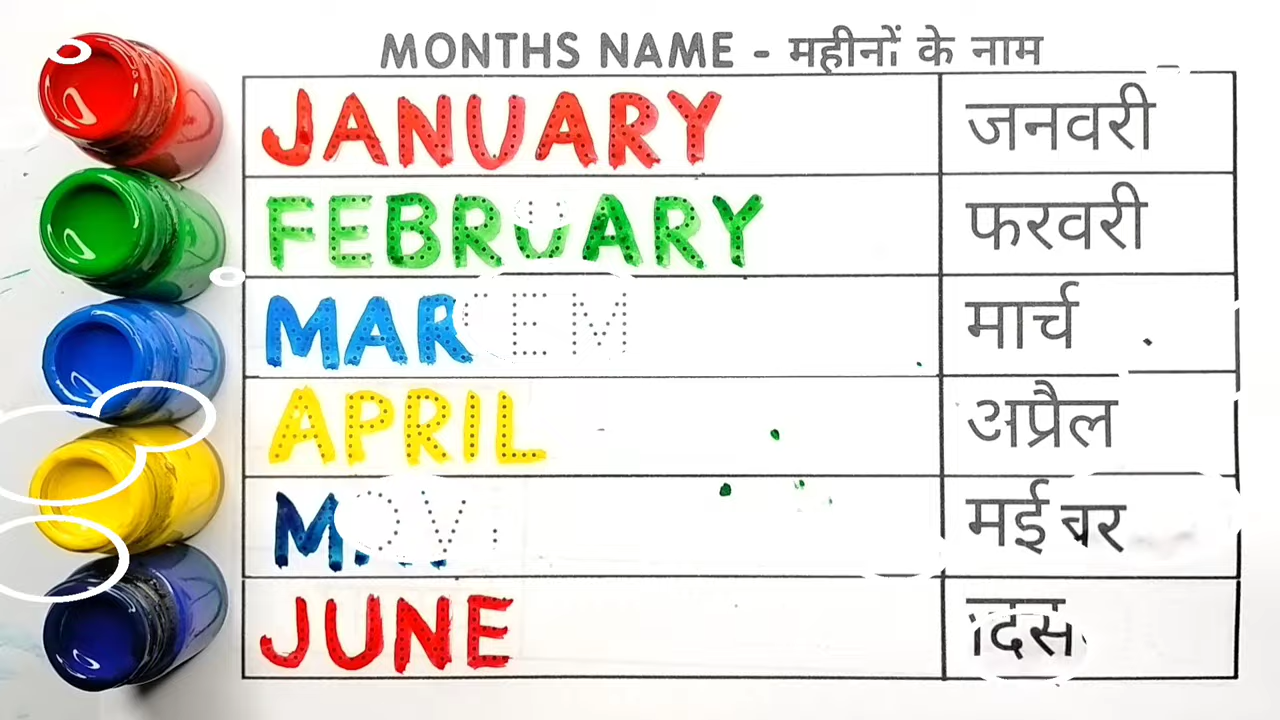 MONTHS NAME - महीनों के नाम
JANUARY जनवरी
FEBRUARY फरवरी
मार्च
APRIL अप्रैल
मई
JUNE